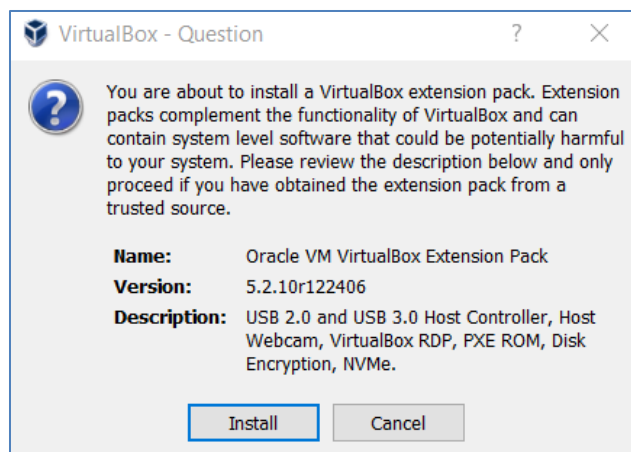 VirtualBox - Question
You are about to install a VirtualBox extension pack. Extension
packs complement the functionality of VirtualBox and can
contain system level software that could be potentially harmful
to your system. Please review the description below and only
proceed if you have obtained the extension pack from a
trusted source.
Name: Oracle VM VirtualBox Extension Pack
Version: 5.2.10r122406
Description: USB 2.0 and USB 3.0 Host Controller, Host
Webcam, VirtualBox RDP, PXE ROM, Disk
Encryption, NVMe.
Install Cancel